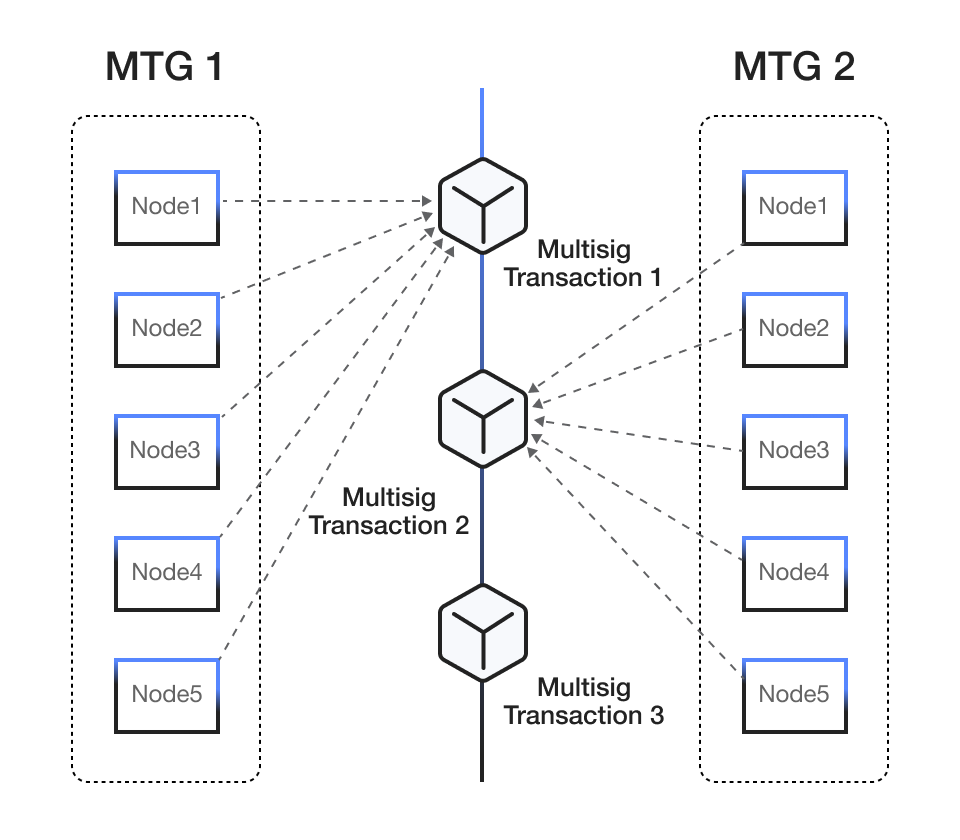 MTG 1
MTG 2
Node1
Node2
Node3
Node4
Node5
Multisig
Transaction 1
Multisig
Transaction 2
Multisig
Transaction 3
Node1
Node2
Node3
Node4
Node5